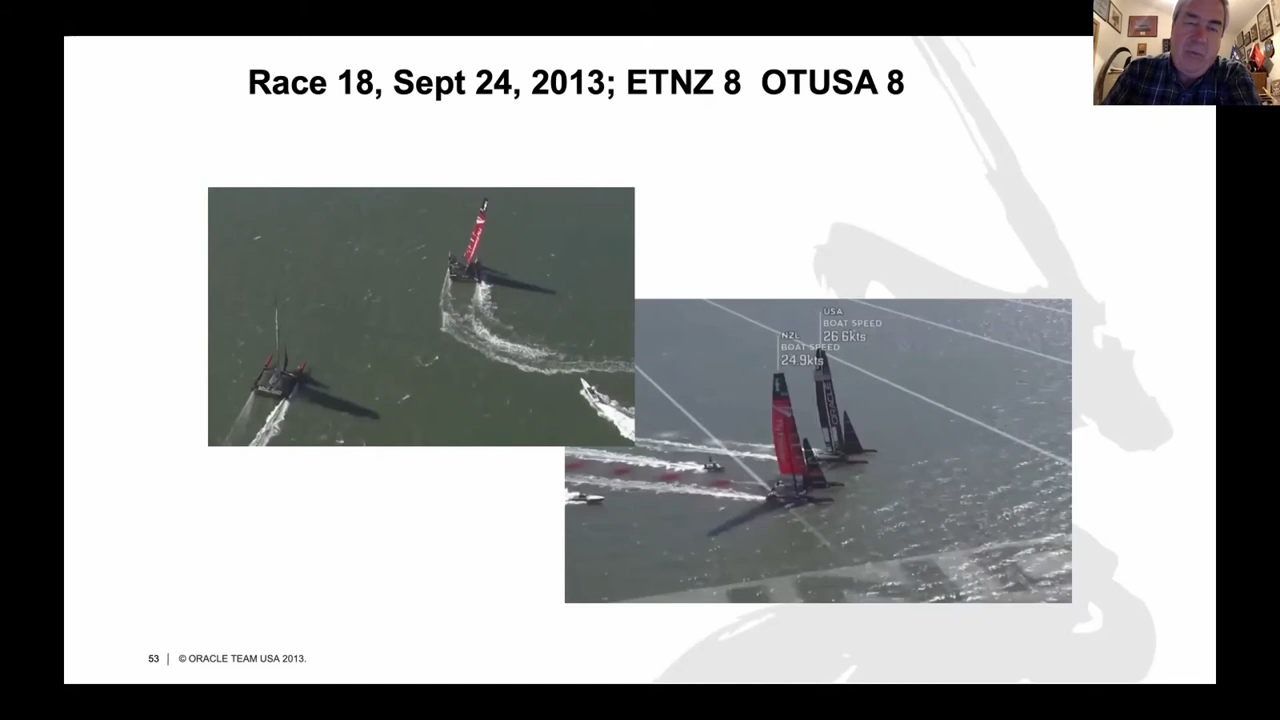 Race 18, Sept 24, 2013; ETNZ 8 OTUSA 8
USA
BOAT SPEED
26.6kts
NZL
BOAT SPEED
24.9kts
ORACLE
53 | © ORACLE TEAM USA 2013.